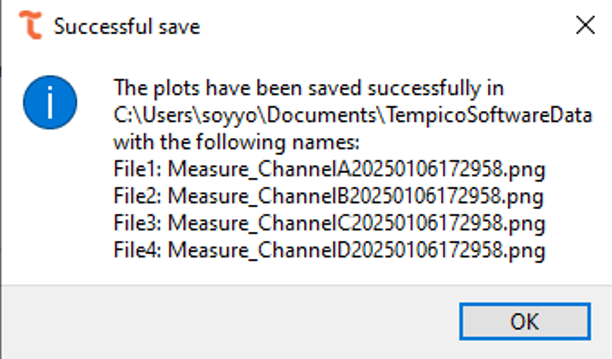 Successful save
The plots have been saved successfully in
C:\Users\soyyo\Documents\TempicoSoftwareData
with the following names:
File1: Measure_ChannelA20250106172958.png
File2: Measure_ChannelB20250106172958.png
File3: Measure_ChannelC20250106172958.png
File4: Measure_ChannelD20250106172958.png
OK